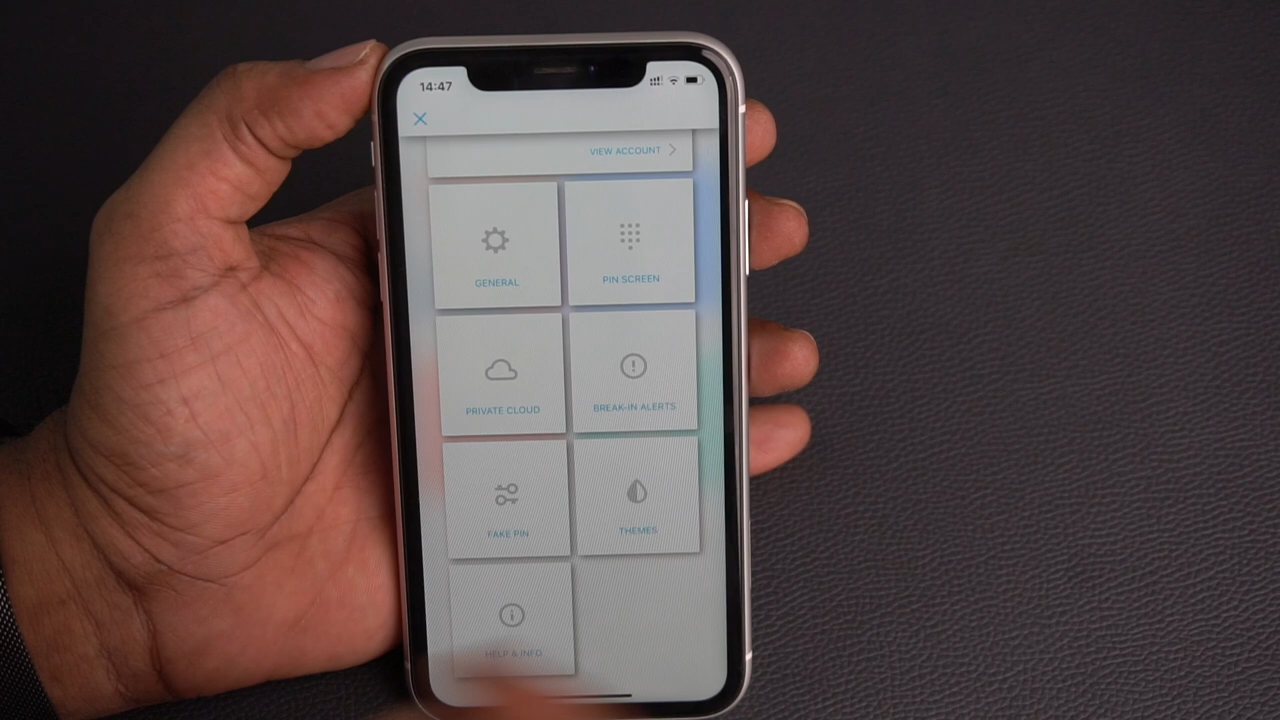 14:47
VIEW ACCOUNT
GENERAL
PIN SCREEN
PRIVATE CLOUD
BREAK-IN ALERTS
FAKE PIN
THEMES
HELP & INFO